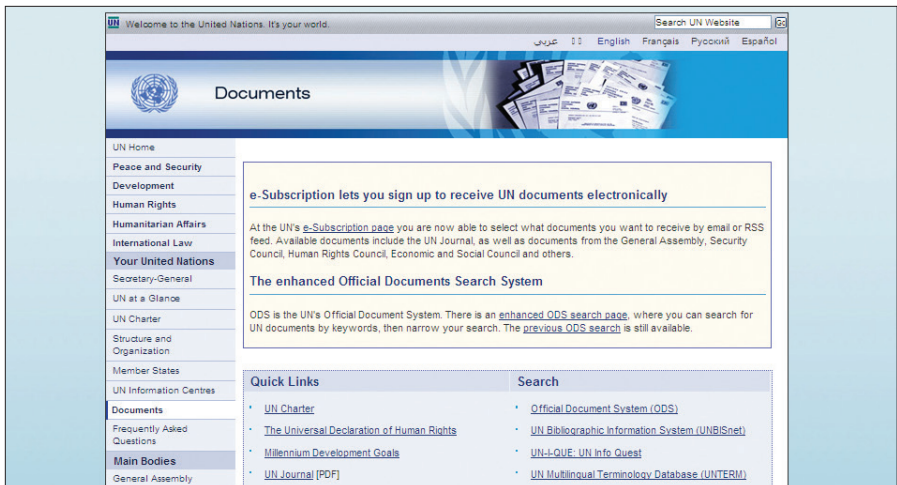 UN Welcome to the United Nations. It's your world.
Search UN Website
عربي English Français Русский Español
Documents
UN Home
Peace and Security
Development
Human Rights
Humanitarian Affairs
International Law
Your United Nations
Secretary-General
UN at a Glance
UN Charter
Structure and
Organization
Member States
UN Information Centres
Documents
Frequently Asked
Questions
Main Bodies
General Assembly
e-Subscription lets you sign up to receive UN documents electronically
At the UN's e-Subscription page you are now able to select what documents you want to receive by email or RSS
feed. Available documents include the UN Journal, as well as documents from the General Assembly, Security
Council, Human Rights Council, Economic and Social Council and others.
The enhanced Official Documents Search System
ODS is the UN's Official Document System. There is an enhanced ODS search page, where you can search for
UN documents by keywords, then narrow your search. The previous ODS search is still available.
Quick Links
· UN Charter
· The Universal Declaration of Human Rights
· Millennium Development Goals
· UN Journal [PDF]
Search
· Official Document System (ODS)
· UN Bibliographic Information System (UNBISnet)
· UN-I-QUE: UN Info Quest
· UN Multilingual Terminology Database (UNTERM)